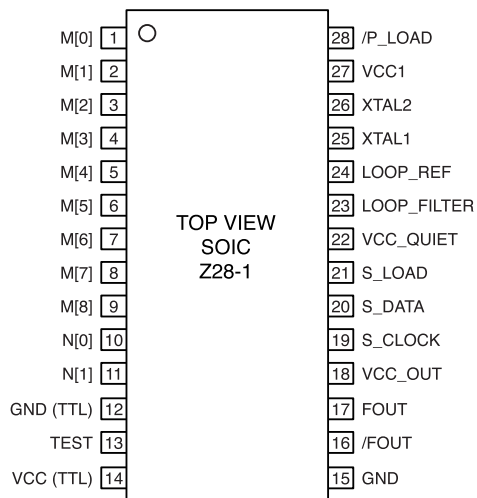 M[0] 1 28 /P_LOAD
M[1] 2 27 VCC1
M[2] 3 26 XTAL2
M[3] 4 25 XTAL1
M[4] 5 24 LOOP_REF
M[5] 6 23 LOOP_FILTER
M[6] 7 22 VCC_QUIET
M[7] 8 21 S_LOAD
M[8] 9 20 S_DATA
N[0] 10 19 S_CLOCK
N[1] 11 18 VCC_OUT
GND (TTL) 12 17 FOUT
TEST 13 16 /FOUT
VCC (TTL) 14 15 GND
TOP VIEW
SOIC
Z28-1